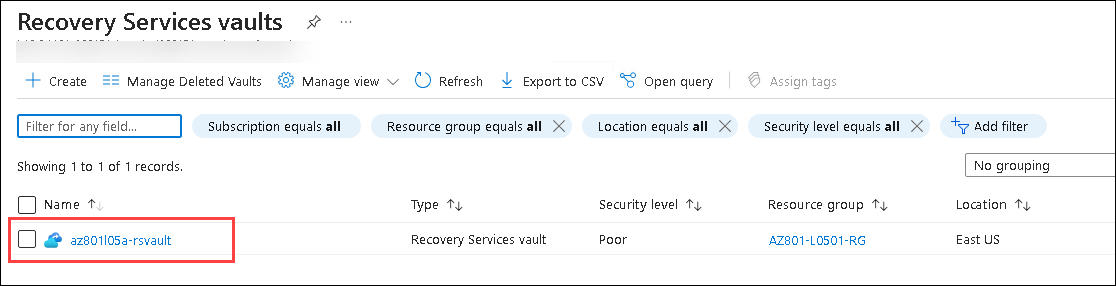 Recovery Services vaults
Create Manage Deleted Vaults Manage view Refresh Export to CSV Open query Assign tags
Filter for any field... Subscription equals all Resource group equals all Location equals all Security level equals all Add filter
Showing 1 to 1 of 1 records.
No grouping
Name Type Security level Resource group Location
az801l05a-rsvault Recovery Services vault Poor AZ801-L0501-RG East US